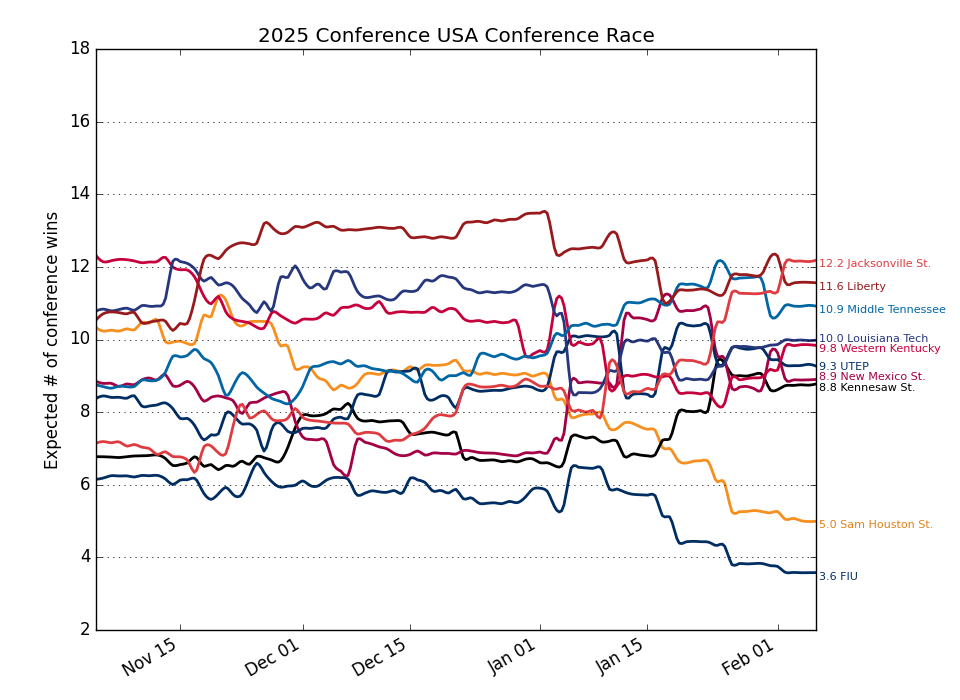 2025 Conference USA Conference Race
Expected # of conference wins
18
16
14
12
10
8
6
4
2
Nov 15
Dec 01
Dec 15
Jan 01
Jan 15
Feb 01
12.2 Jacksonville St.
11.6 Liberty
10.9 Middle Tennessee
10.0 Louisiana Tech
9.8 Western Kentucky
9.3 UTEP
8.9 New Mexico St.
8.8 Kennesaw St.
5.0 Sam Houston St.
3.6 FIU